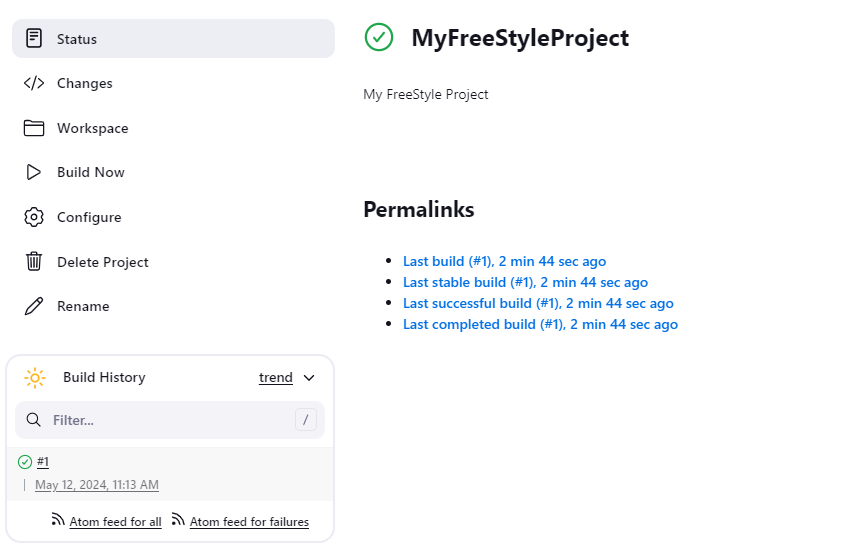 Status
Changes
Workspace
Build Now
Configure
Delete Project
Rename
Build History
trend
Filter...
/
#1
May 12, 2024, 11:13 AM
Atom feed for all
Atom feed for failures
MyFreeStyleProject
My FreeStyle Project
Permalinks
Last build (#1), 2 min 44 sec ago
Last stable build (#1), 2 min 44 sec ago
Last successful build (#1), 2 min 44 sec ago
Last completed build (#1), 2 min 44 sec ago